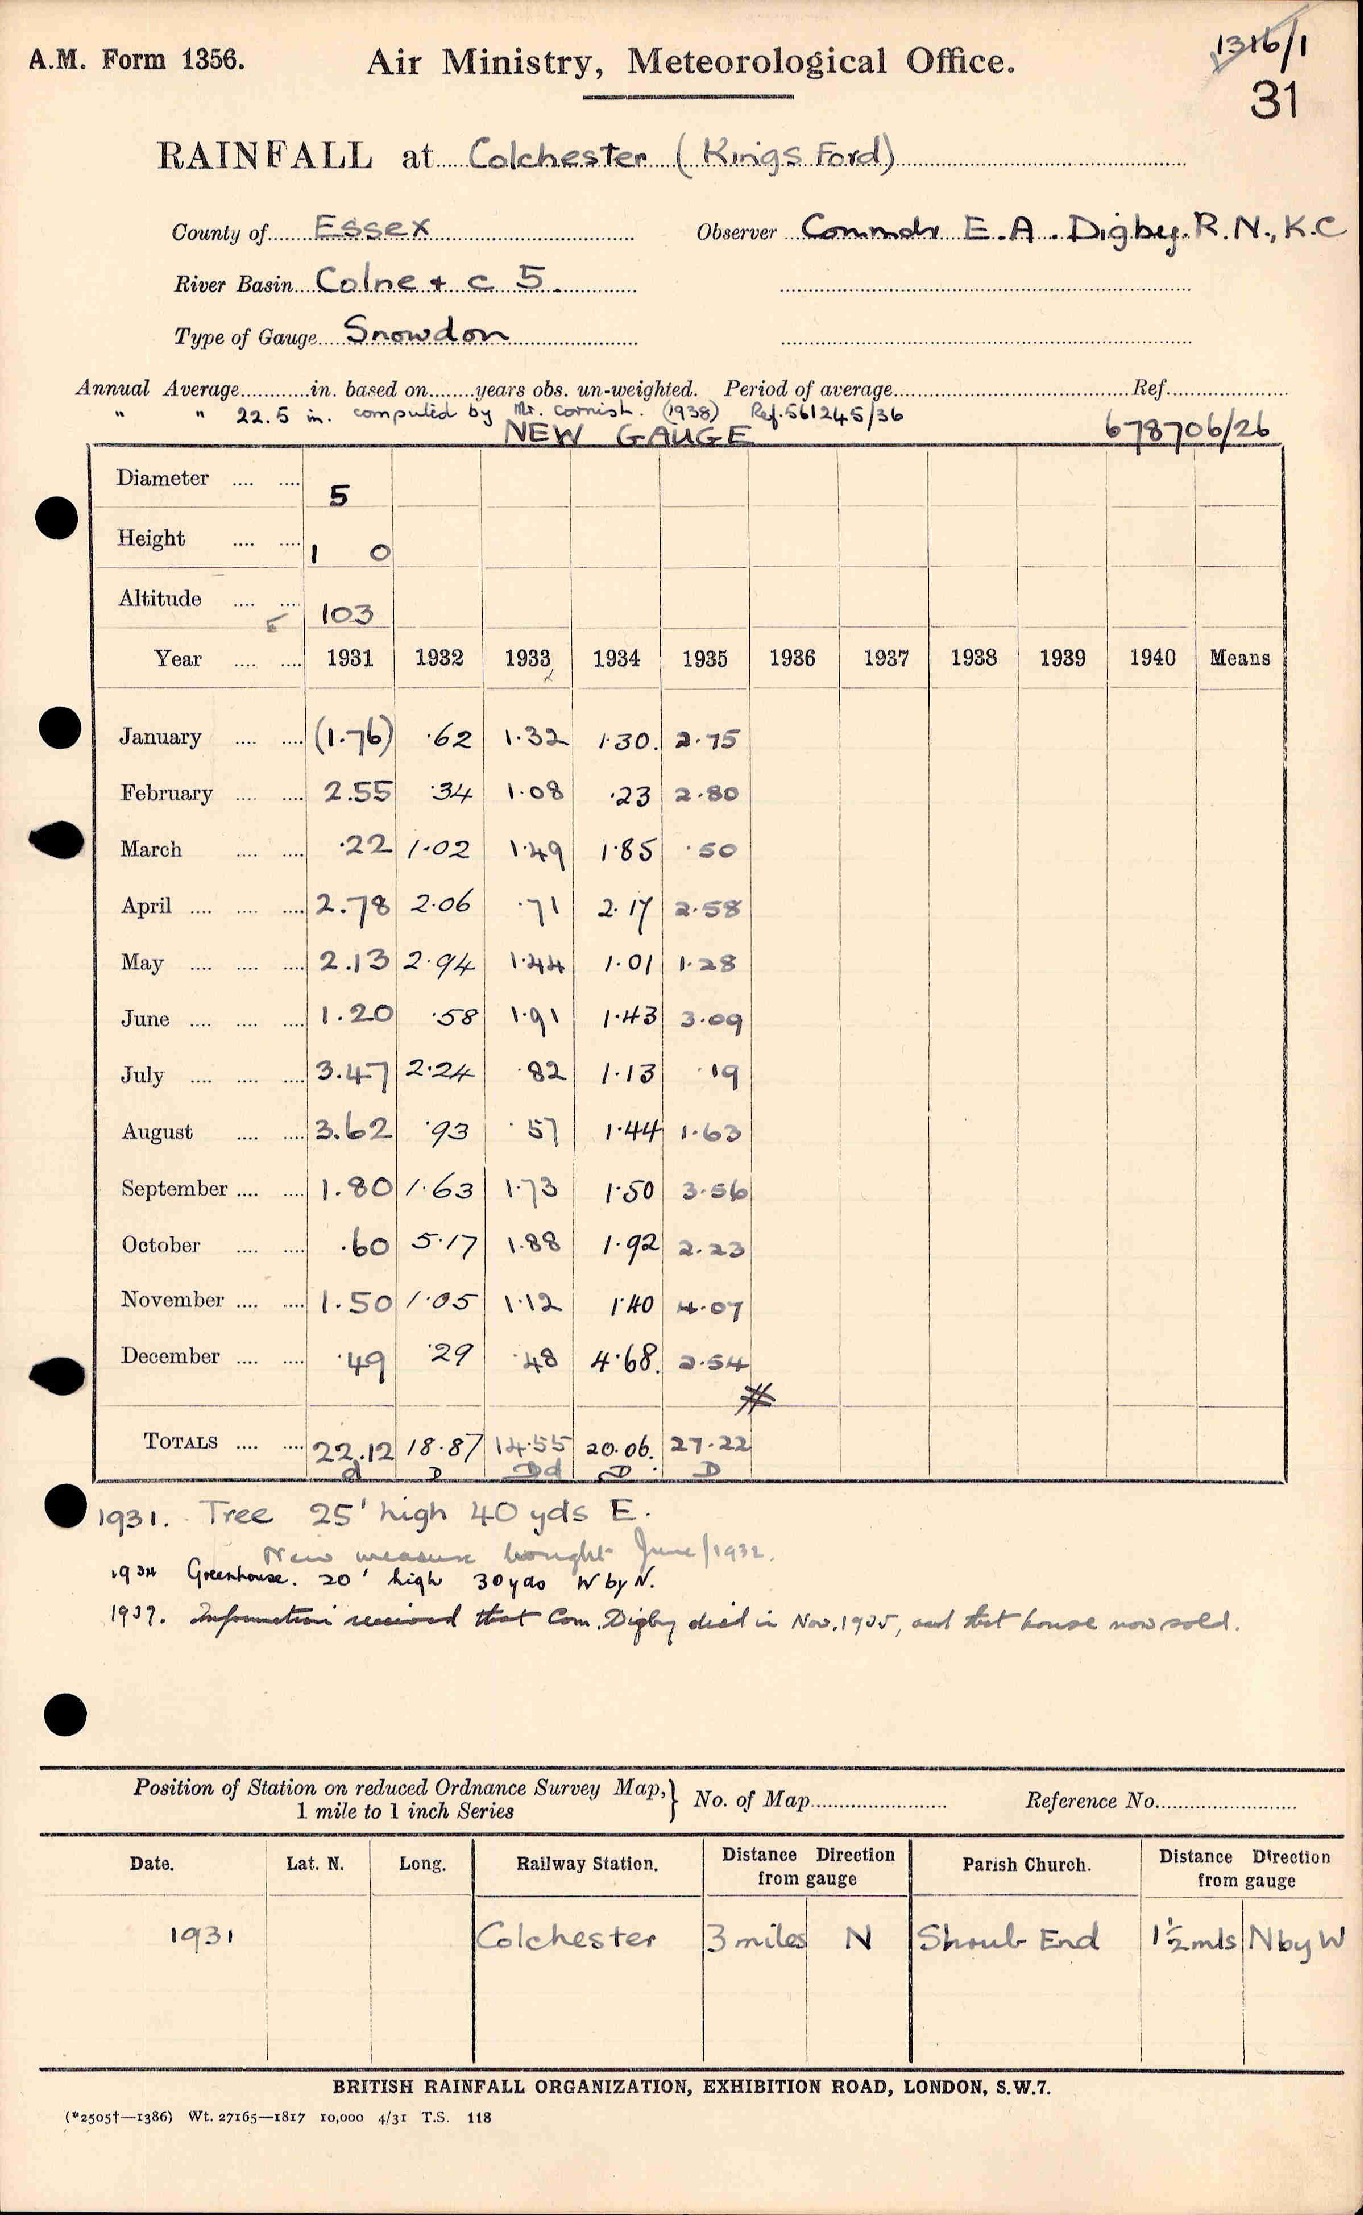 1316/1
A.M. Form 1356. Air Ministry, Meteorological Office.
31
RAINFALL at Colchester (Kings Ford)
County of Essex Observer Commdr E.A. Digby. R.N., K.C
River Basin Colne + c 5.
Type of Gauge Snowdon
Annual Average............in. based on........years obs. un-weighted. Period of average............Ref............
" " 22.5 in. computed by Mr. Cornish. (1938) Ref. 561245/36
NEW GAUGE 678706/26
Diameter .... .... 5
Height .... .... 1 0
Altitude .... .... 103
Year .... .... 1931 1932 1933 1934 1935 1936 1937 1938 1939 1940 Means
January .... .... (1.76) .62 1.32 1.30. 2.75
February .... .... 2.55 .34 1.08 .23 2.80
March .... .... .22 1.02 1.49 1.85 .50
April .... .... .... 2.78 2.06 .71 2.17 2.58
May .... .... .... 2.13 2.94 1.44 1.01 1.28
June .... .... .... 1.20 .58 1.91 1.43 3.09
July .... .... .... 3.47 2.24 .82 1.13 .19
August .... .... 3.62 .93 .57 1.44 1.63
September .... .... 1.80 1.63 1.73 1.50 3.56
October .... .... .60 5.17 1.88 1.92 2.23
November .... .... 1.50 1.05 1.12 1.40 4.07
December .... .... .49 .29 .48 4.68. 2.54
#
TOTALS .... .... 22.12 18.87 14.55 20.06. 27.22
d D Dd D D
1931. Tree 25' high 40 yds E.
New measure bought June/1932.
1934 Greenhouse. 20' high 30yds W by N.
1937. Information received that Com. Digby died in Nov. 1935, and that house now sold.
Position of Station on reduced Ordnance Survey Map,} No. of Map............ Reference No............
1 mile to 1 inch Series
Date. Lat. N. Long. Railway Station. Distance Direction from gauge Parish Church. Distance Direction from gauge
1931 Colchester 3 miles N Shrub End 1½ mls N by W
BRITISH RAINFALL ORGANIZATION, EXHIBITION ROAD, LONDON, S.W.7.
(*2505†—1386) Wt. 27165—1817 10,000 4/31 T.S. 118